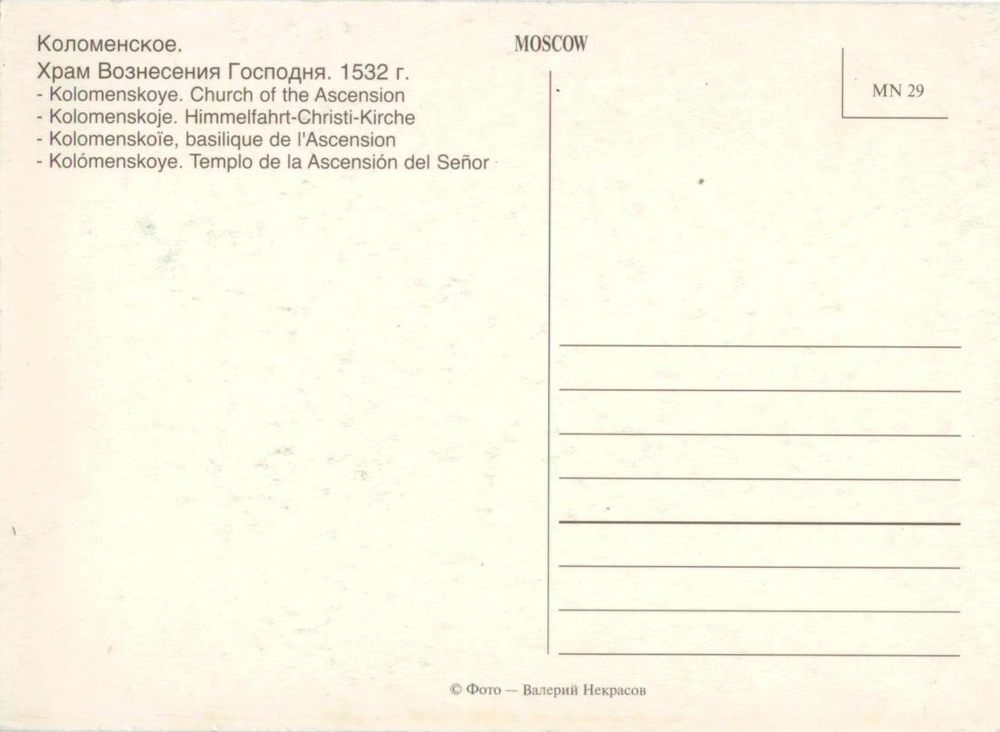 Коломенское.
Храм Вознесения Господня. 1532 г.
- Kolomenskoye. Church of the Ascension
- Kolomenskoje. Himmelfahrt-Christi-Kirche
- Kolomenskoïe, basilique de l'Ascension
- Kolómenskoye. Templo de la Ascensión del Señor
MOSCOW
MN 29
© Фото — Валерий Некрасов